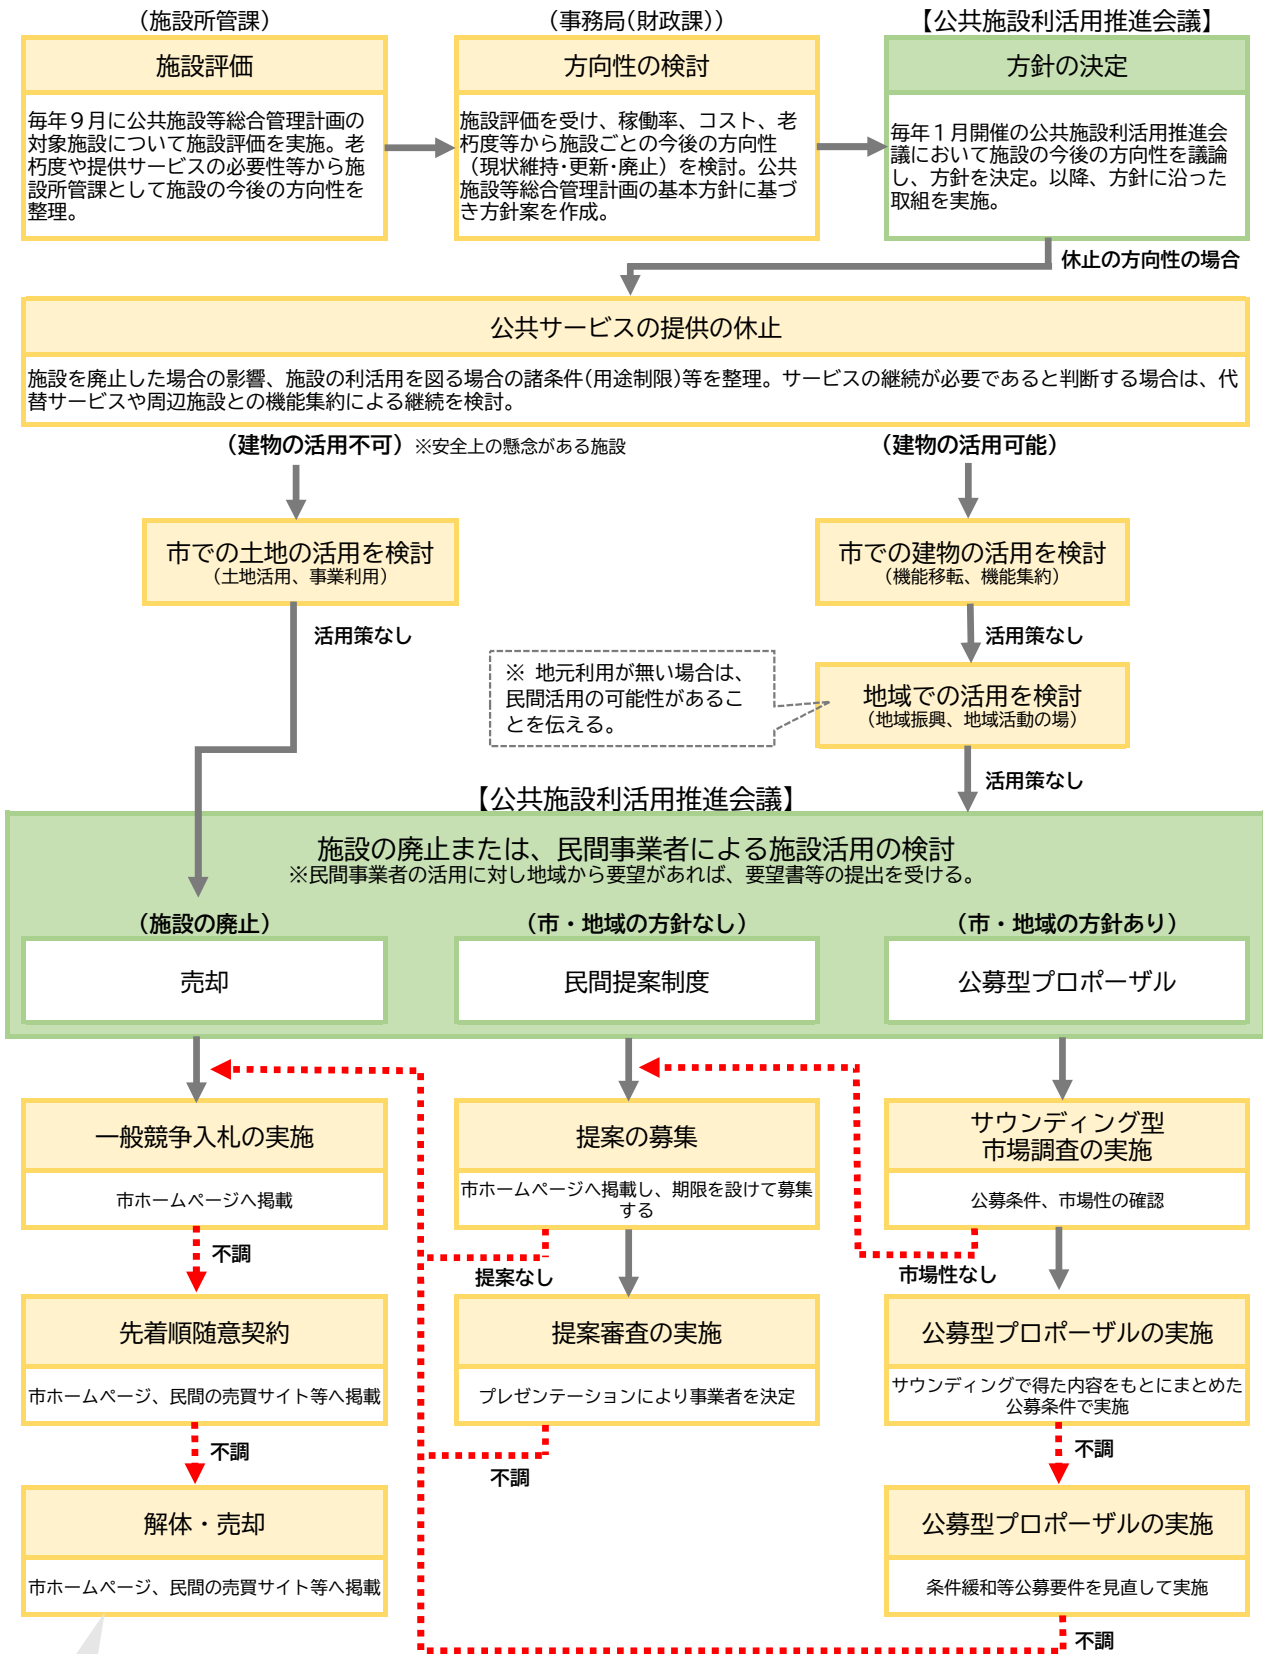 （施設所管課）
（事務局（財政課））
【公共施設利活用推進会議】
施設評価
毎年９月に公共施設等総合管理計画の
対象施設について施設評価を実施。老
朽度や提供サービスの必要性等から施
設所管課として施設の今後の方向性を
整理。
方向性の検討
施設評価を受け、稼働率、コスト、老
朽度等から施設ごとの今後の方向性
（現状維持・更新・廃止）を検討。公共
施設等総合管理計画の基本方針に基づ
き方針案を作成。
方針の決定
毎年１月開催の公共施設利活用推進会
議において施設の今後の方向性を議論
し、方針を決定。以降、方針に沿った
取組を実施。
休止の方向性の場合
公共サービスの提供の休止
施設を廃止した場合の影響、施設の利活用を図る場合の諸条件（用途制限）等を整理。サービスの継続が必要であると判断する場合は、代
替サービスや周辺施設との機能集約による継続を検討。
（建物の活用不可）※安全上の懸念がある施設
（建物の活用可能）
市での土地の活用を検討
（土地活用、事業利用）
活用策なし
市での建物の活用を検討
（機能移転、機能集約）
活用策なし
※ 地元利用が無い場合は、
民間活用の可能性があるこ
とを伝える。
地域での活用を検討
（地域振興、地域活動の場）
活用策なし
【公共施設利活用推進会議】
施設の廃止または、民間事業者による施設活用の検討
※民間事業者の活用に対し地域から要望があれば、要望書等の提出を受ける。
（施設の廃止）
（市・地域の方針なし）
（市・地域の方針あり）
売却
民間提案制度
公募型プロポーザル
一般競争入札の実施
市ホームページへ掲載
不調
先着順随意契約
市ホームページ、民間の売買サイト等へ掲載
不調
解体・売却
市ホームページ、民間の売買サイト等へ掲載
提案の募集
市ホームページへ掲載し、期限を設けて募集
する
提案なし
提案審査の実施
プレゼンテーションにより事業者を決定
不調
サウンディング型
市場調査の実施
公募条件、市場性の確認
市場性なし
公募型プロポーザルの実施
サウンディングで得た内容をもとにまとめた
公募条件で実施
不調
公募型プロポーザルの実施
条件緩和等公募要件を見直して実施
不調